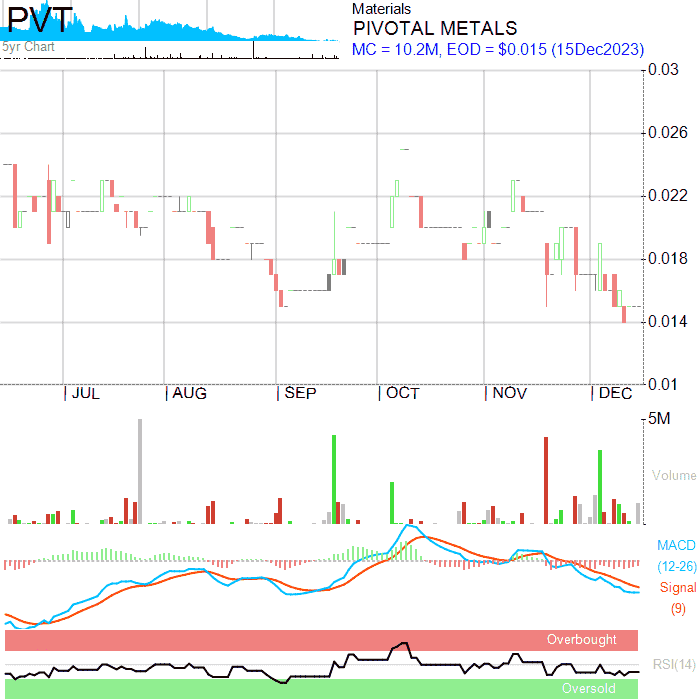 PVT
5yr Chart
Materials
PIVOTAL METALS
MC = 10.2M, EOD = $0.015 (15Dec2023)
0.03
0.026
0.022
0.018
0.014
0.01
JUL AUG SEP OCT NOV DEC
5M
Volume
MACD
(12-26)
Signal
(9)
Overbought
RSI(14)
Oversold